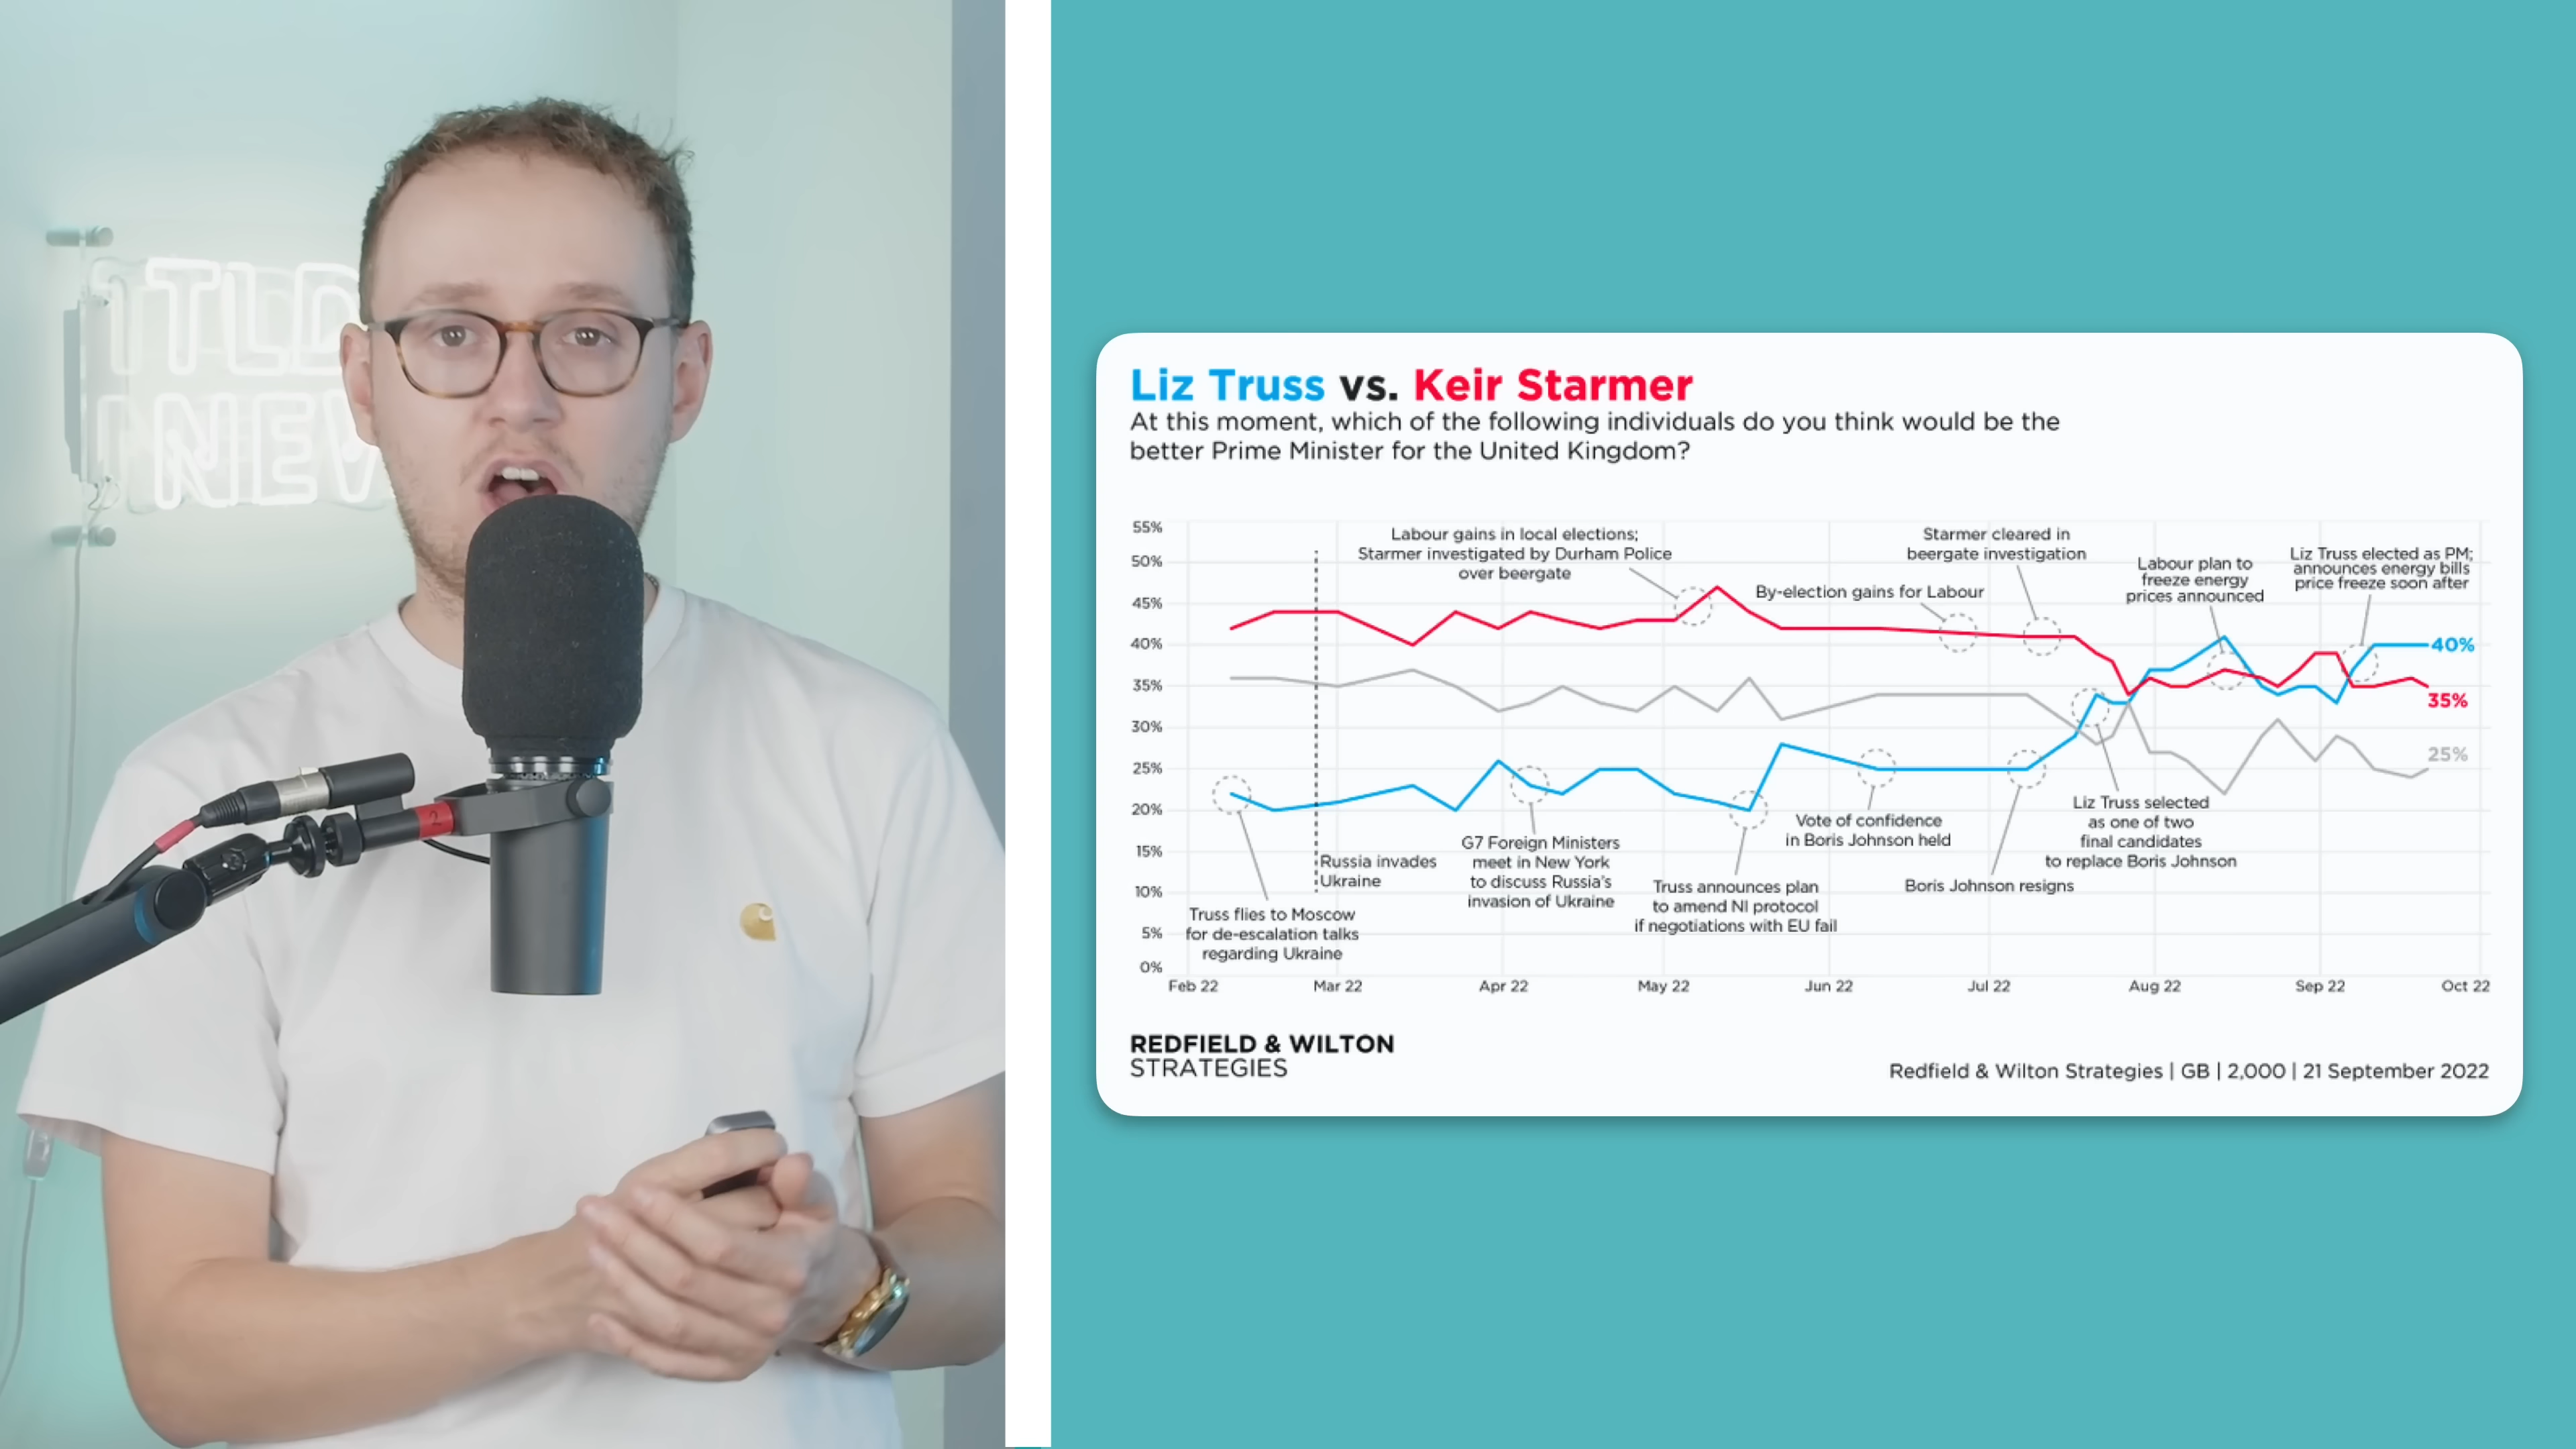 TLD
NEW
Liz Truss vs. Keir Starmer
At this moment, which of the following individuals do you think would be the
better Prime Minister for the United Kingdom?
55%
50%
45%
40%
35%
30%
25%
20%
15%
10%
5%
0%
Labour gains in local elections;
Starmer investigated by Durham Police
over beergate
By-election gains for Labour
Starmer cleared in
beergate investigation
Labour plan to
freeze energy
prices announced
Liz Truss elected as PM;
announces energy bills
price freeze soon after
40%
35%
25%
Truss flies to Moscow
for de-escalation talks
regarding Ukraine
Russia invades
Ukraine
G7 Foreign Ministers
meet in New York
to discuss Russia's
invasion of Ukraine
Truss announces plan
to amend NI protocol
if negotiations with EU fail
Vote of confidence
in Boris Johnson held
Boris Johnson resigns
Liz Truss selected
as one of two
final candidates
to replace Boris Johnson
Feb 22 Mar 22 Apr 22 May 22 Jun 22 Jul 22 Aug 22 Sep 22 Oct 22
REDFIELD & WILTON
STRATEGIES
Redfield & Wilton Strategies | GB | 2,000 | 21 September 2022